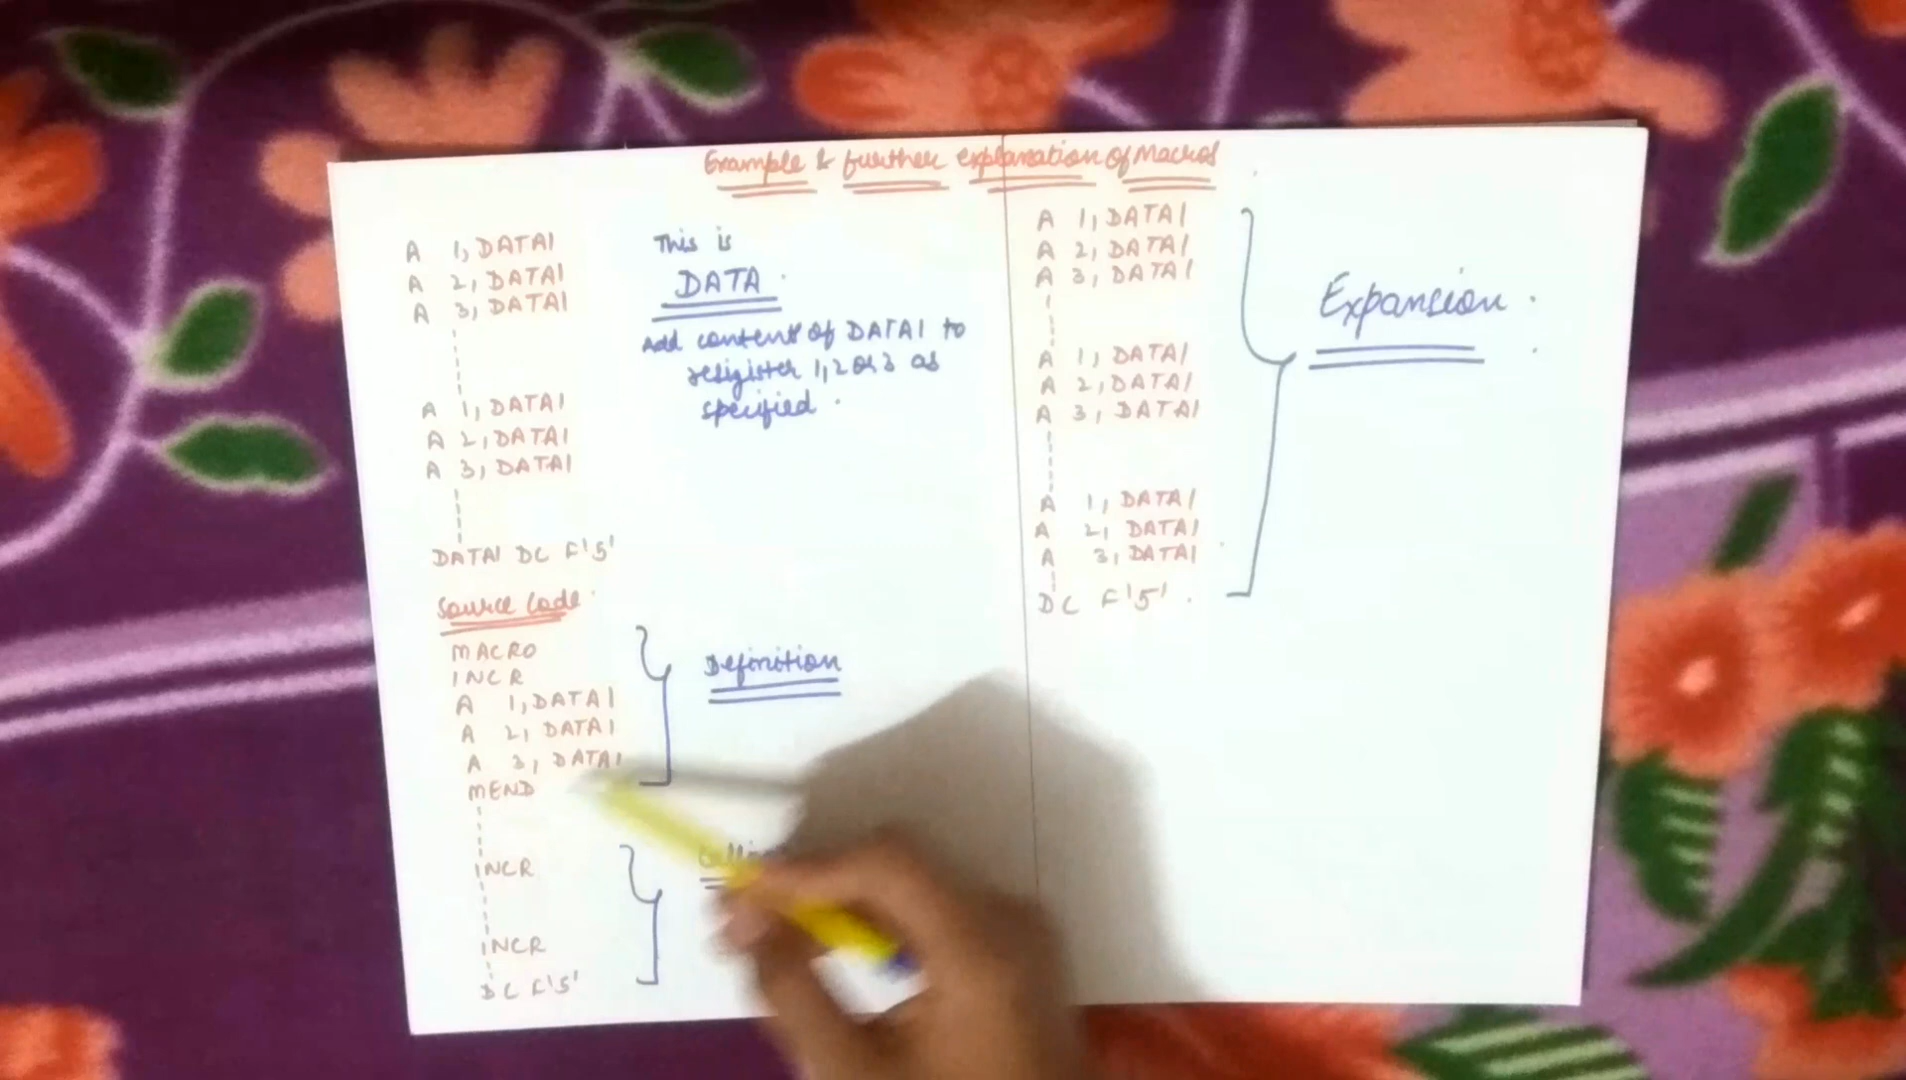 Example & further explanation of Macros
A 1, DATA1
A 2, DATA1
A 3, DATA1
A 1, DATA1
A 2, DATA1
A 3, DATA1
DATA1 DC F'5'
This is
DATA.
Add content of DATA1 to
resigister 1, 2 or 3 as
specified.
Source Code.
MACRO
INCR
A 1, DATA1
A 2, DATA1
A 3, DATA1
MEND
INCR
INCR
DC F'5'
Definition
A 1, DATA1
A 2, DATA1
A 3, DATA1
A 1, DATA1
A 2, DATA1
A 3, DATA1
A 1, DATA1
A 2, DATA1
A 3, DATA1
DC F'5'.
Expansion.